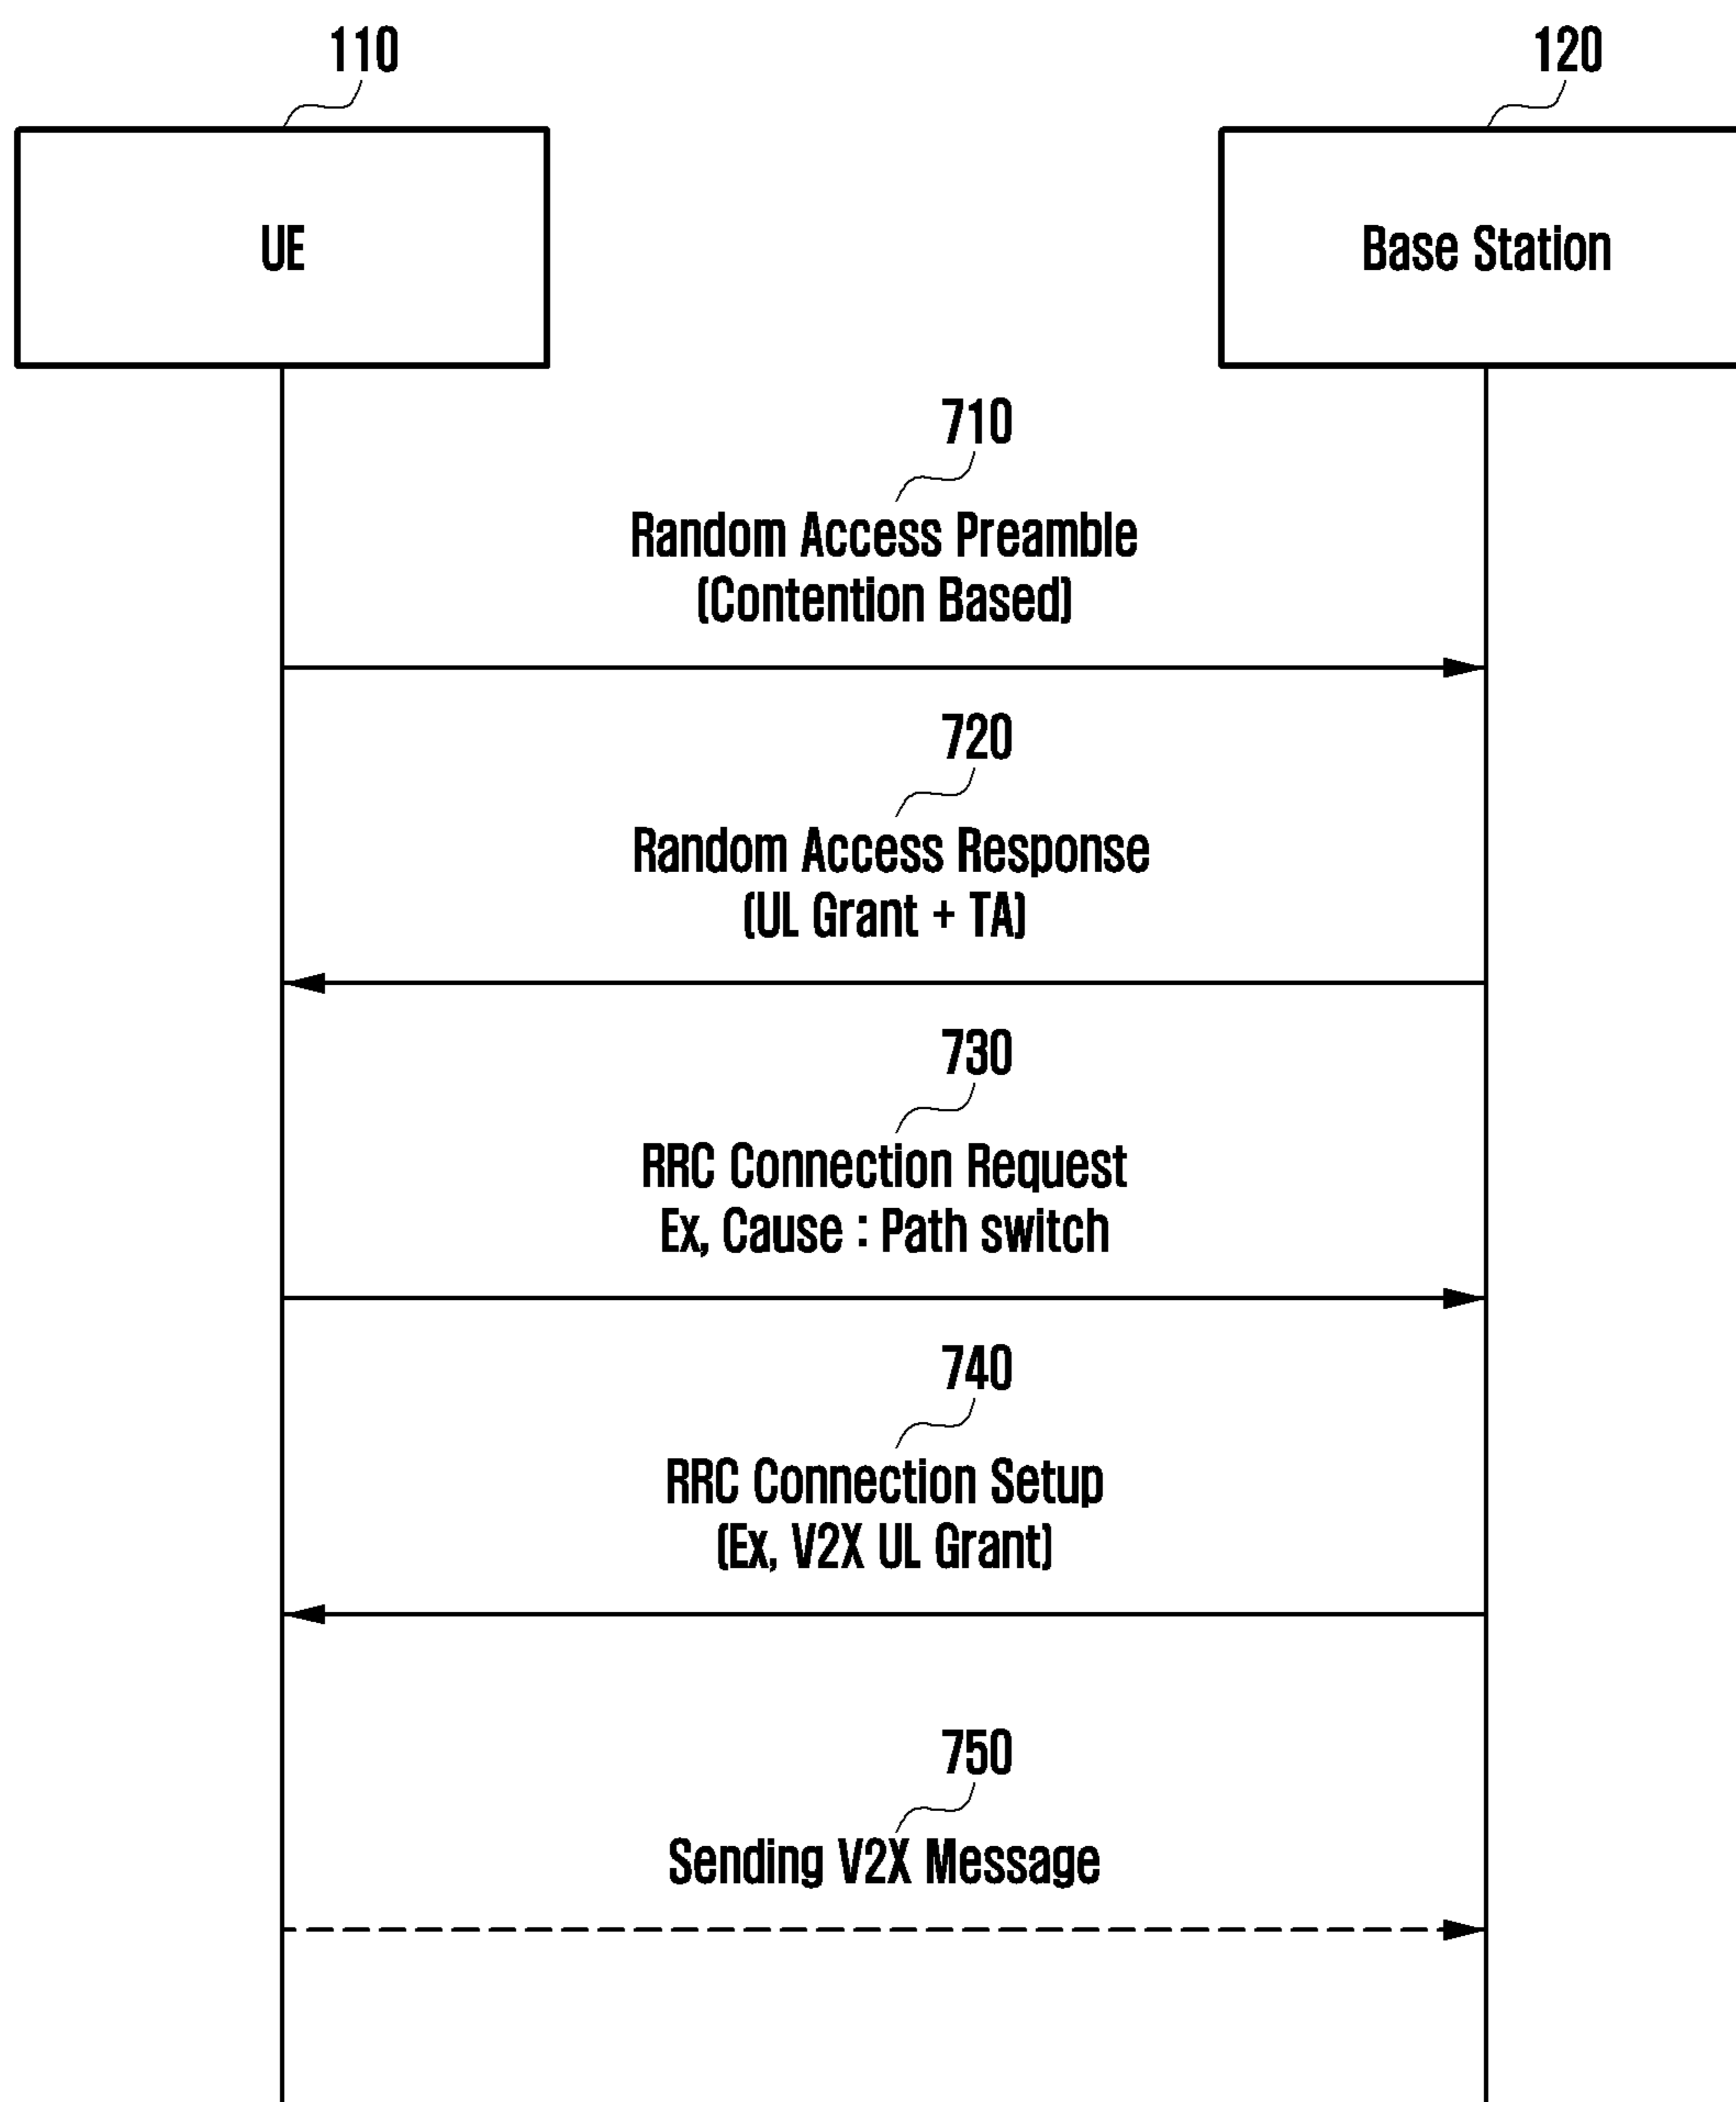 110
120
UE
Base Station
710
Random Access Preamble
(Contention Based)
720
Random Access Response
(UL Grant + TA)
730
RRC Connection Request
Ex, Cause : Path switch
740
RRC Connection Setup
(Ex, V2X UL Grant)
750
Sending V2X Message